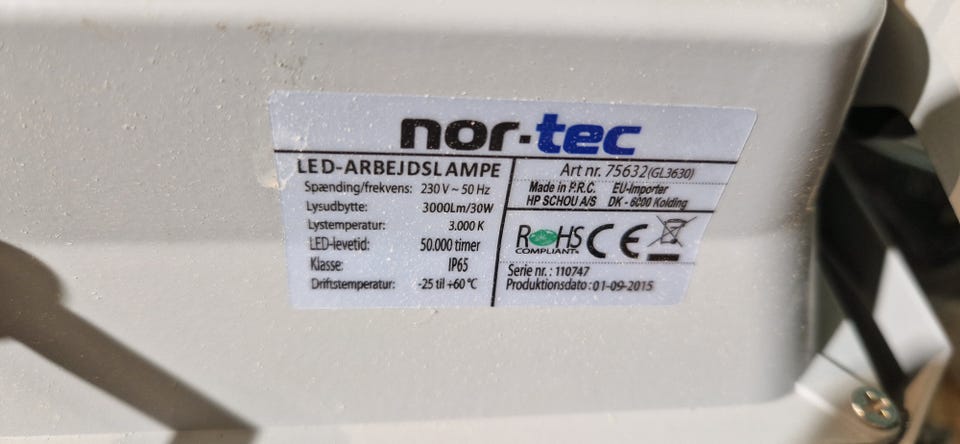 nor-tec
LED-ARBEJDSLAMPE
Spænding/frekvens: 230 V ~ 50 Hz
Lysudbytte: 3000Lm/30W
Lystemperatur: 3.000 K
LED-levetid: 50.000 timer
Klasse: IP65
Driftstemperatur: -25 til +60 °C
Art nr. 75632 (GL3630)
Made in P.R.C. EU-Importer
HP SCHOU A/S DK - 6000 Kolding
RoHS CE
COMPLIANT
Serie nr. : 110747
Produktionsdato : 01-09-2015